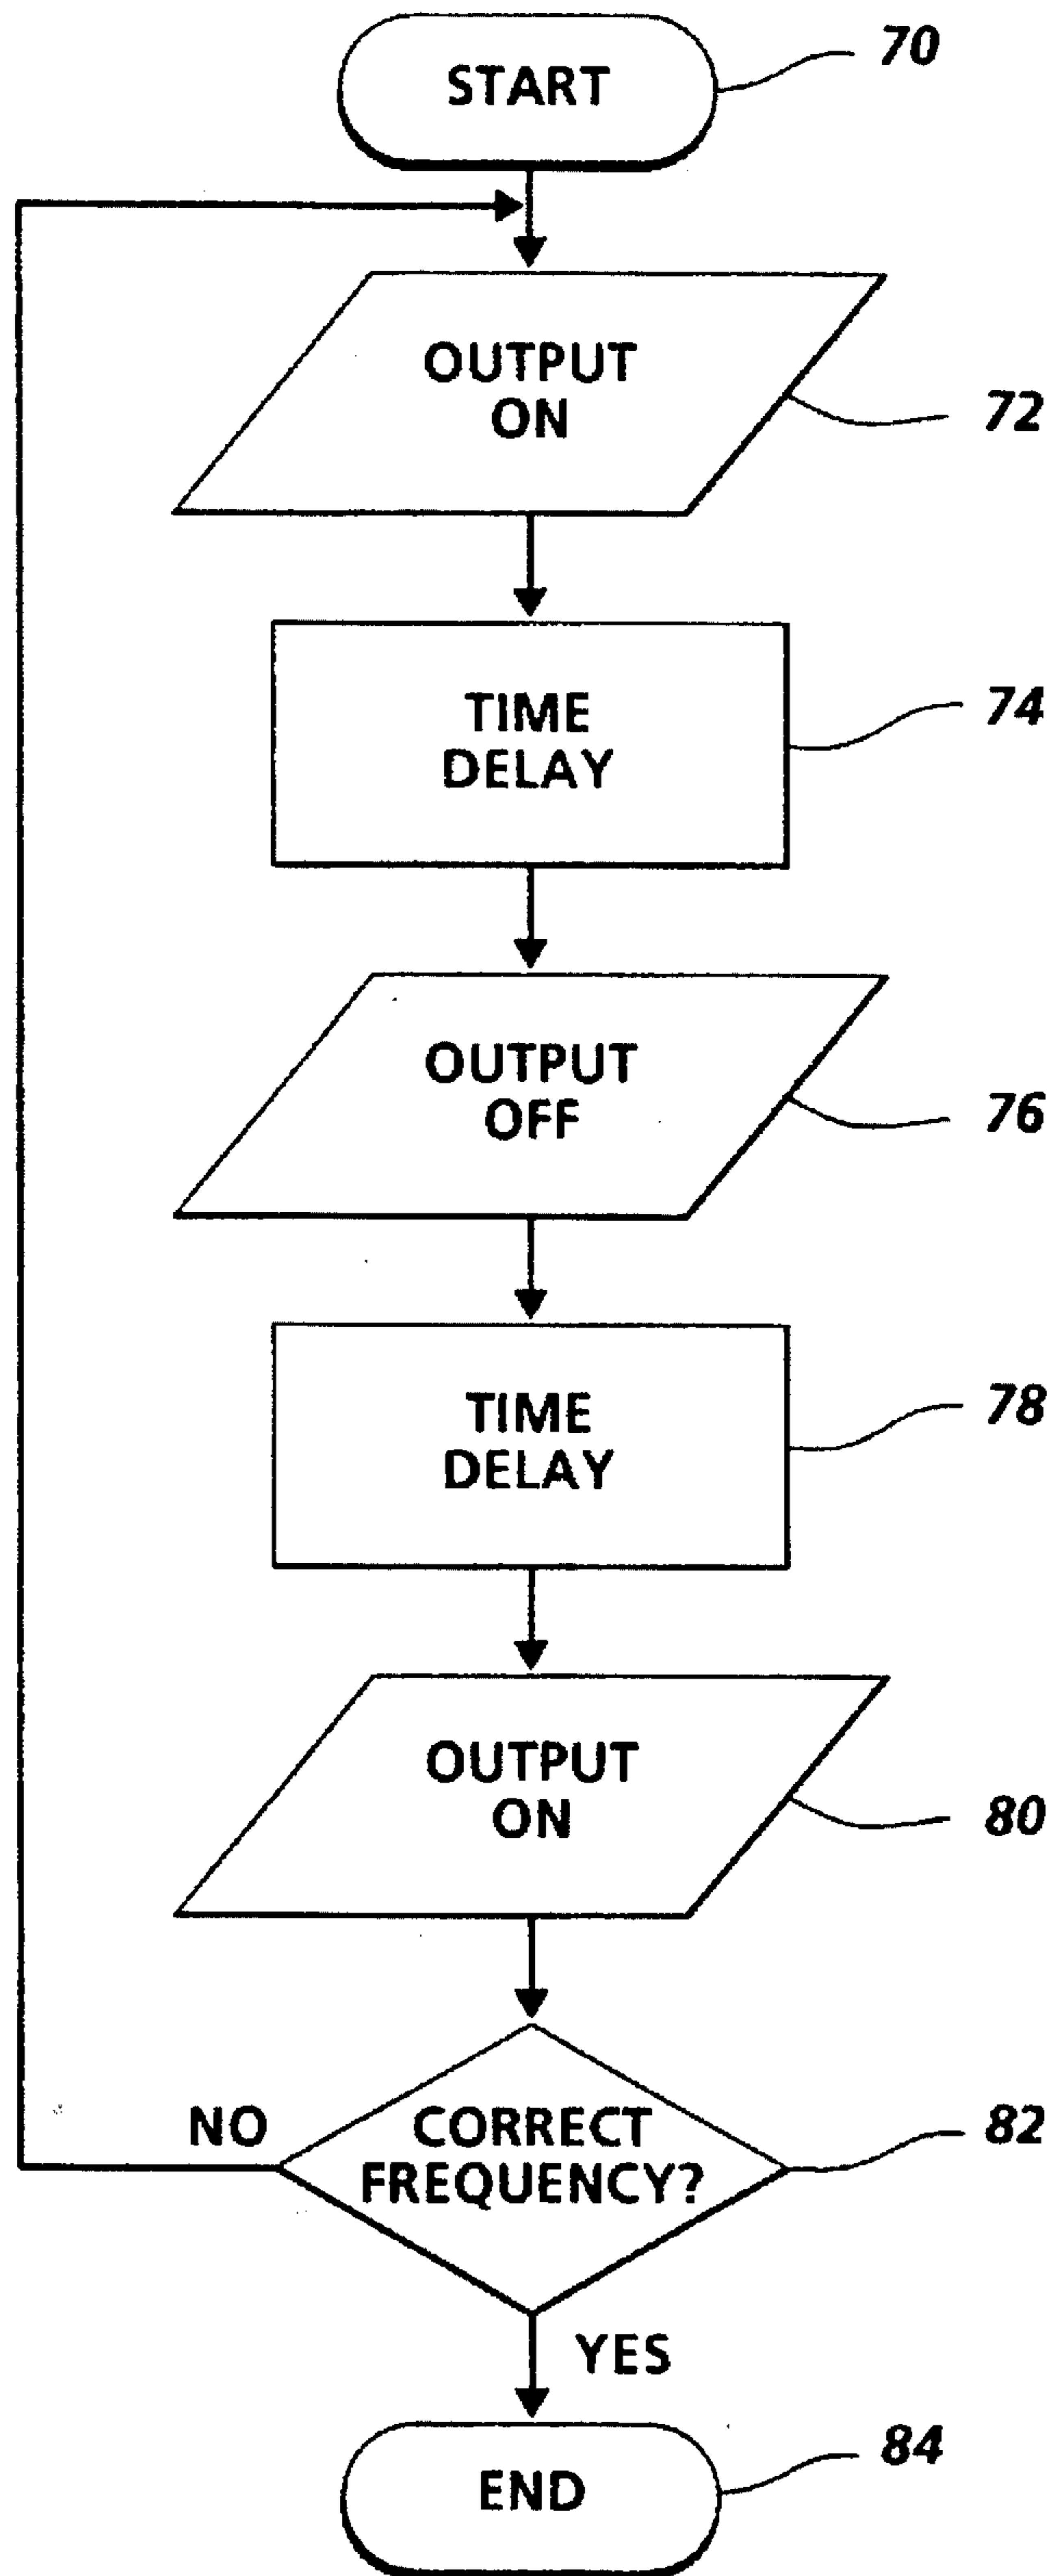 START
70
OUTPUT
ON
72
TIME
DELAY
74
OUTPUT
OFF
76
TIME
DELAY
78
OUTPUT
ON
80
NO
CORRECT
FREQUENCY?
82
YES
END
84